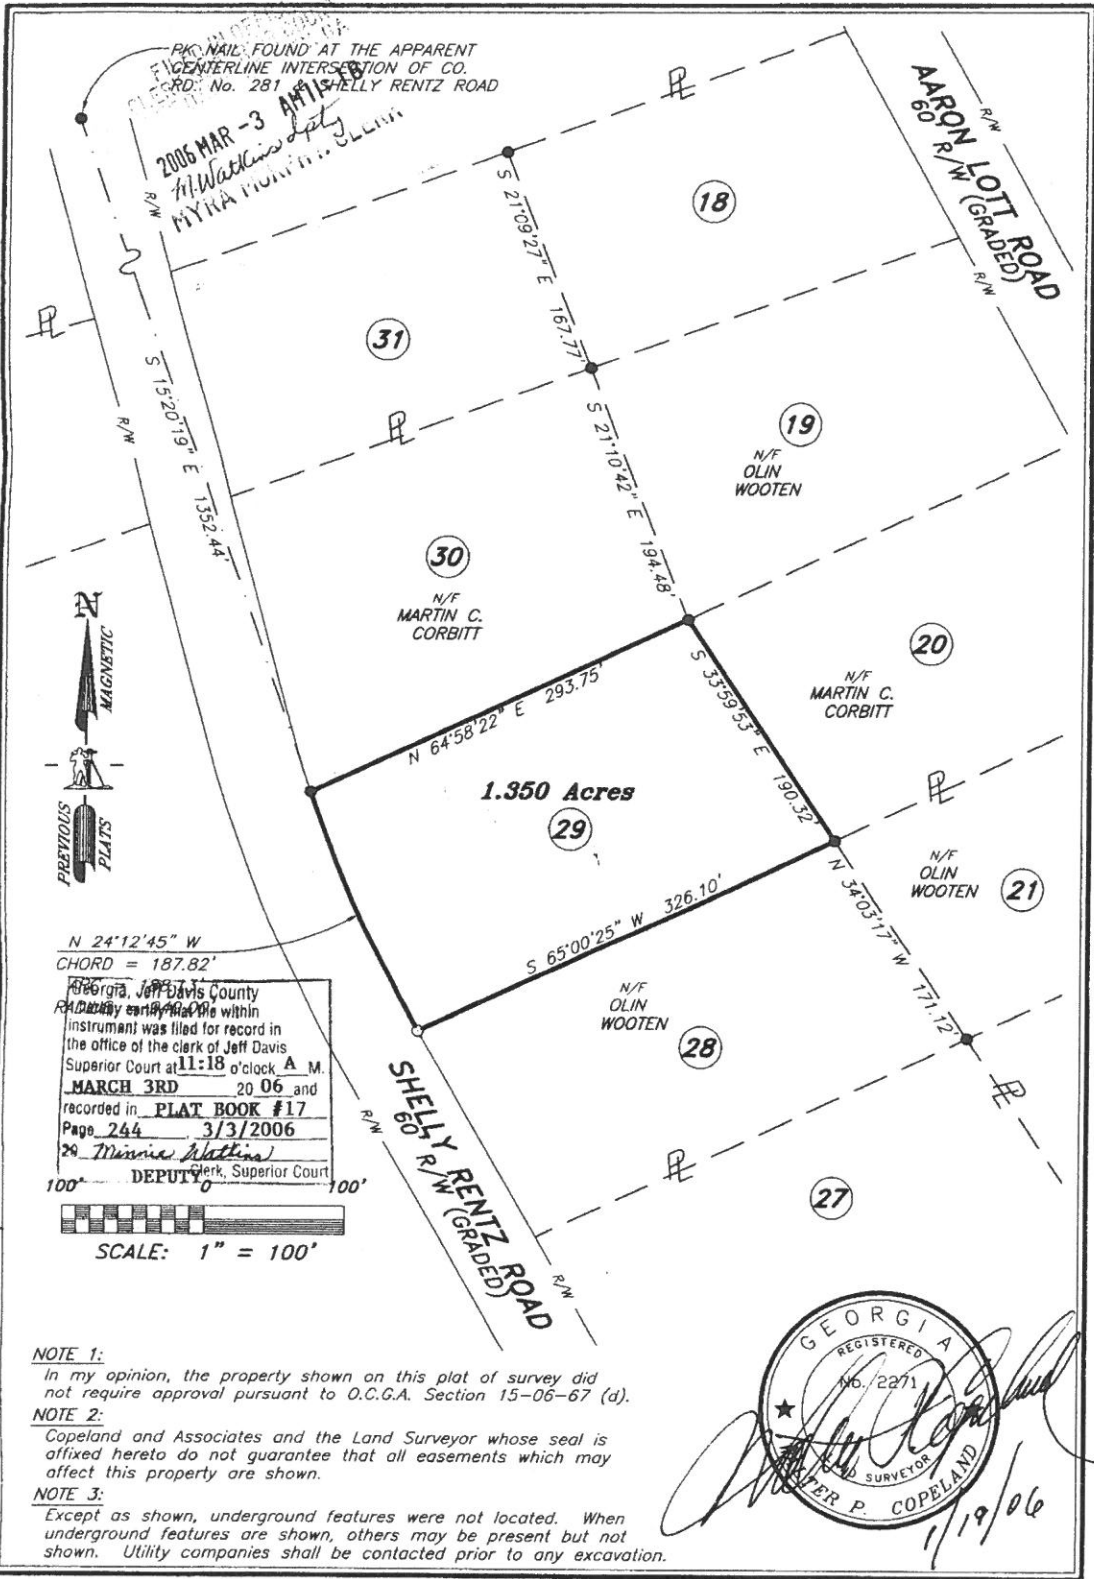 PK NAIL FOUND AT THE APPARENT
CENTERLINE INTERSECTION OF CO.
RD. No. 281 SHELLY RENTZ ROAD
2006 MAR -3 AM 11:18
M. Watkins dpty
MYRA MURPHY, CLERK
AARON LOTT ROAD
60' R/W (GRADED)
R/W
R/W
R/W
R/W
PL
PL
PL
S 21°09'27" E 167.77'
S 21°10'42" E 194.48'
S 15°20'19" E 1352.44'
18
31
19
N/F
OLIN
WOOTEN
30
N/F
MARTIN C.
CORBITT
20
N/F
MARTIN C.
CORBITT
N
MAGNETIC
PREVIOUS
PLATS
N 64°58'22" E 293.75'
S 33°59'53" E 190.32'
1.350 Acres
29
S 65°00'25" W 326.10'
PL
N/F
OLIN
WOOTEN
21
N 34°03'17" W 171.12'
N 24°12'45" W
CHORD = 187.82'
Georgia, Jeff Davis County
I hereby certify that the within
instrument was filed for record in
the office of the clerk of Jeff Davis
Superior Court at 11:18 o'clock A M.
MARCH 3RD 20 06 and
recorded in PLAT BOOK #17
Page 244 3/3/2006
Minnie Watkins
DEPUTY Clerk, Superior Court
N/F
OLIN
WOOTEN
28
PL
PL
27
SHELLY RENTZ ROAD
60' R/W (GRADED)
R/W
R/W
100' 0 100'
SCALE: 1" = 100'
NOTE 1:
In my opinion, the property shown on this plat of survey did
not require approval pursuant to O.C.G.A. Section 15-06-67 (d).
NOTE 2:
Copeland and Associates and the Land Surveyor whose seal is
affixed hereto do not guarantee that all easements which may
affect this property are shown.
NOTE 3:
Except as shown, underground features were not located. When
underground features are shown, others may be present but not
shown. Utility companies shall be contacted prior to any excavation.
GEORGIA
REGISTERED
No. 2271
SURVEYOR
P. COPELAND
1/19/06